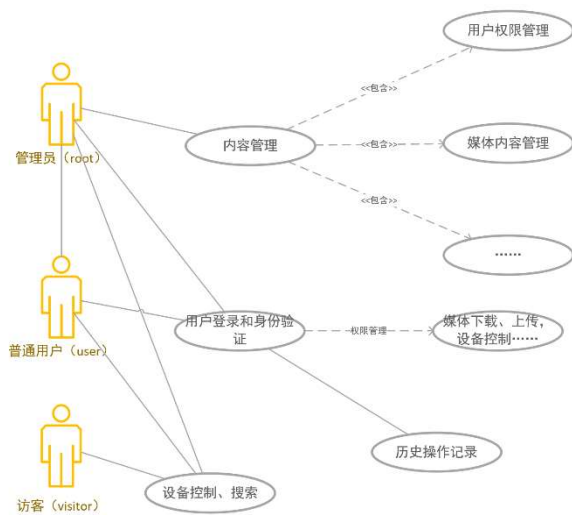 用户权限管理
<<包含>>
管理员（root）
内容管理
<<包含>>
媒体内容管理
<<包含>>
……
普通用户（user）
用户登录和身份验
证
权限管理
媒体下载、上传，
设备控制……
历史操作记录
访客（visitor）
设备控制、搜索